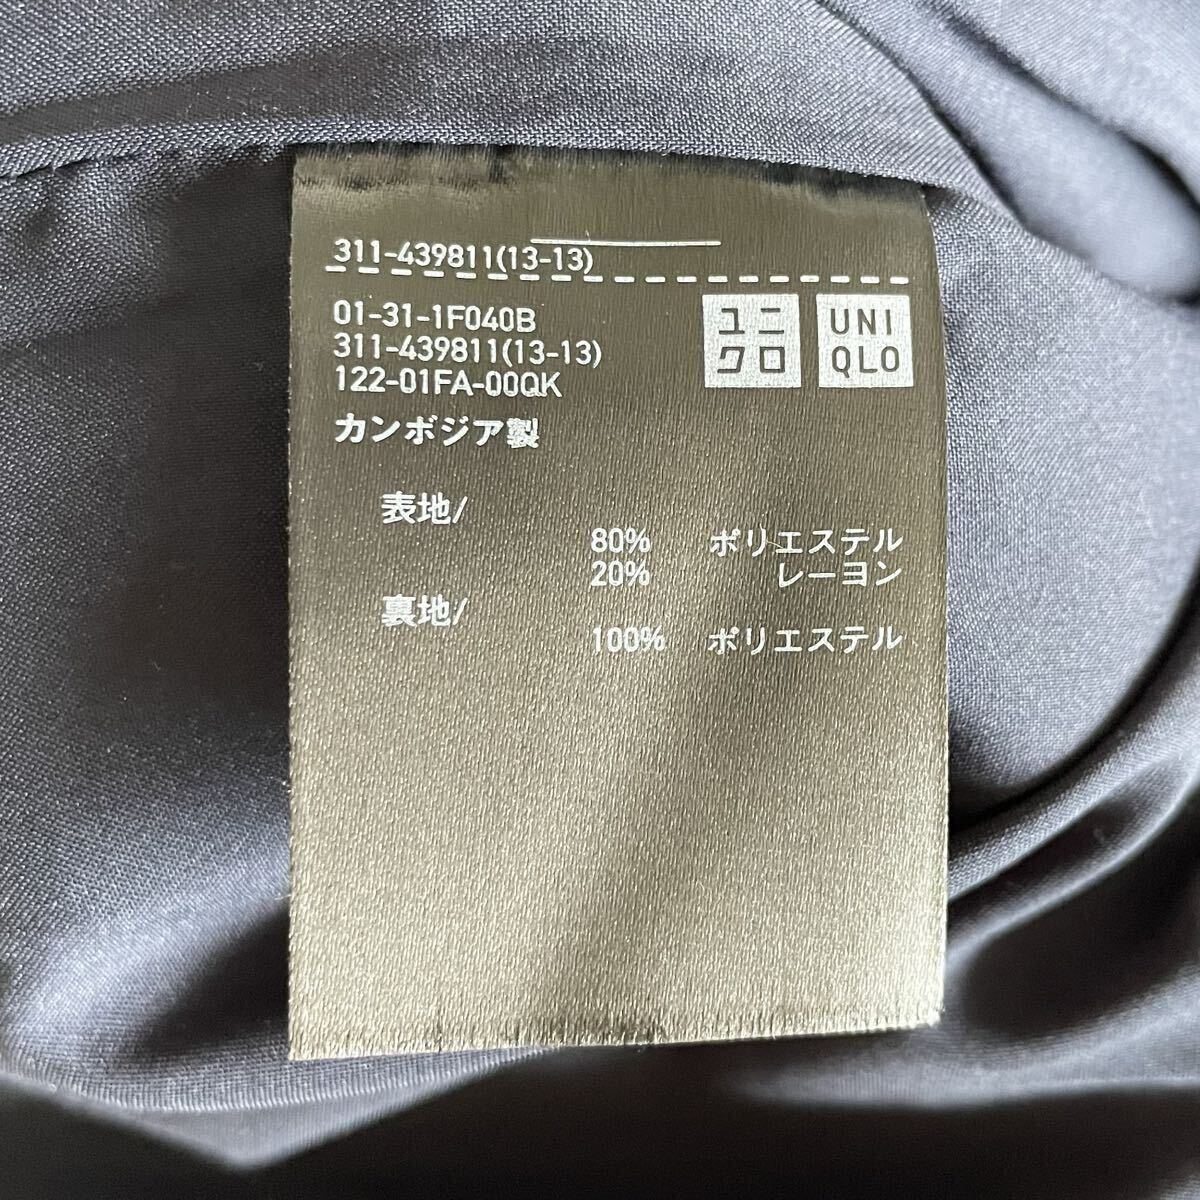 311-439811(13-13)
01-31-1F040B
311-439811(13-13)
122-01FA-00QK
カンボジア製
ユニ
クロ
UNI
QLO
表地/
80% ポリエステル
20% レーヨン
裏地/
100% ポリエステル